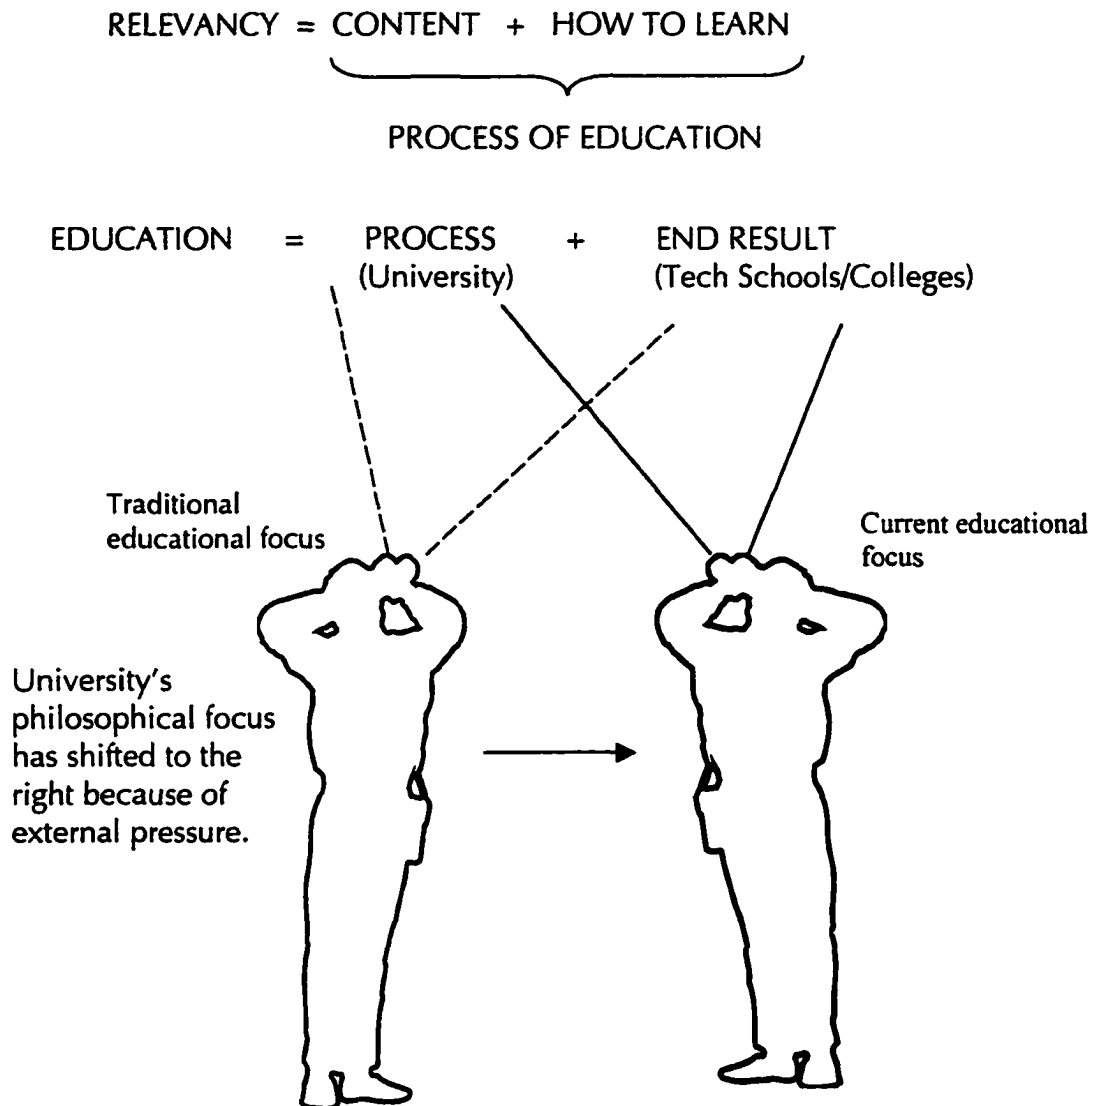 RELEVANCY = CONTENT + HOW TO LEARN
PROCESS OF EDUCATION
EDUCATION = PROCESS + END RESULT
(University) (Tech Schools/Colleges)
Traditional
educational focus
Current educational
focus
University's
philosophical focus
has shifted to the
right because of
external pressure.